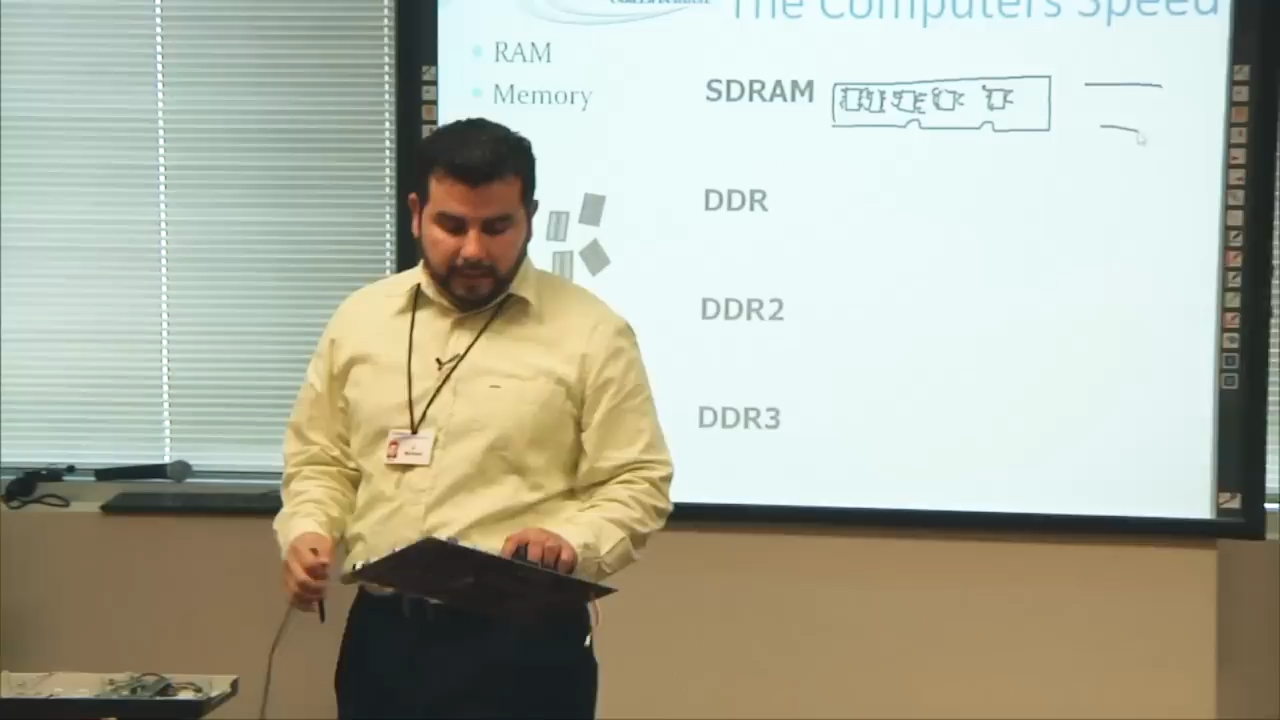 The Computers Speed
RAM
Memory
SDRAM
DDR
DDR2
DDR3